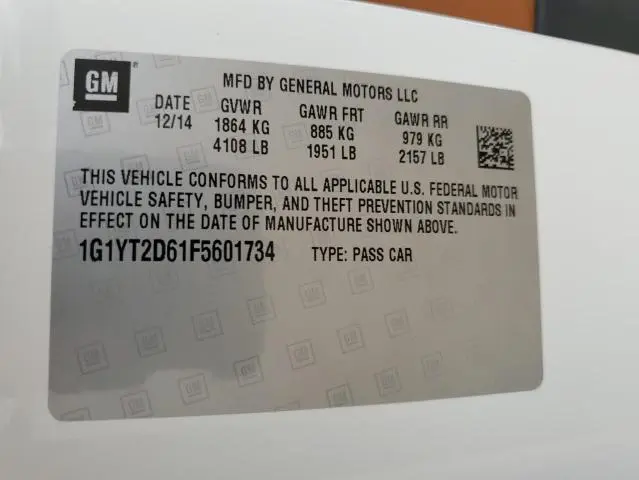 GM ®
MFD BY GENERAL MOTORS LLC
DATE GVWR GAWR FRT GAWR RR
12/14 1864 KG 885 KG 979 KG
4108 LB 1951 LB 2157 LB
THIS VEHICLE CONFORMS TO ALL APPLICABLE U.S. FEDERAL MOTOR
VEHICLE SAFETY, BUMPER, AND THEFT PREVENTION STANDARDS IN
EFFECT ON THE DATE OF MANUFACTURE SHOWN ABOVE.
1G1YT2D61F5601734 TYPE: PASS CAR